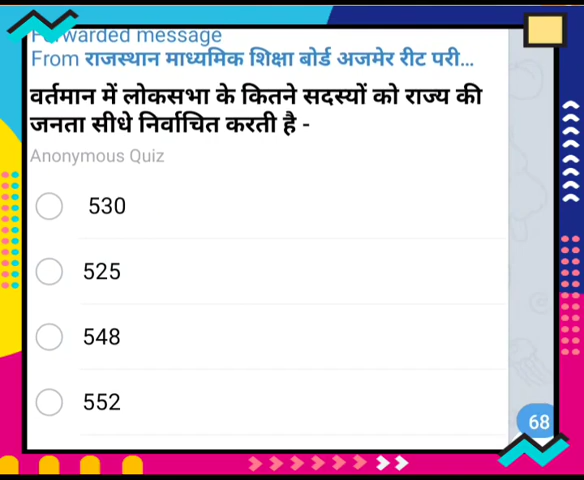 Forwarded message
From राजस्थान माध्यमिक शिक्षा बोर्ड अजमेर रीट परी...
वर्तमान में लोकसभा के कितने सदस्यों को राज्य की
जनता सीधे निर्वाचित करती है -
Anonymous Quiz
530
525
548
552
68